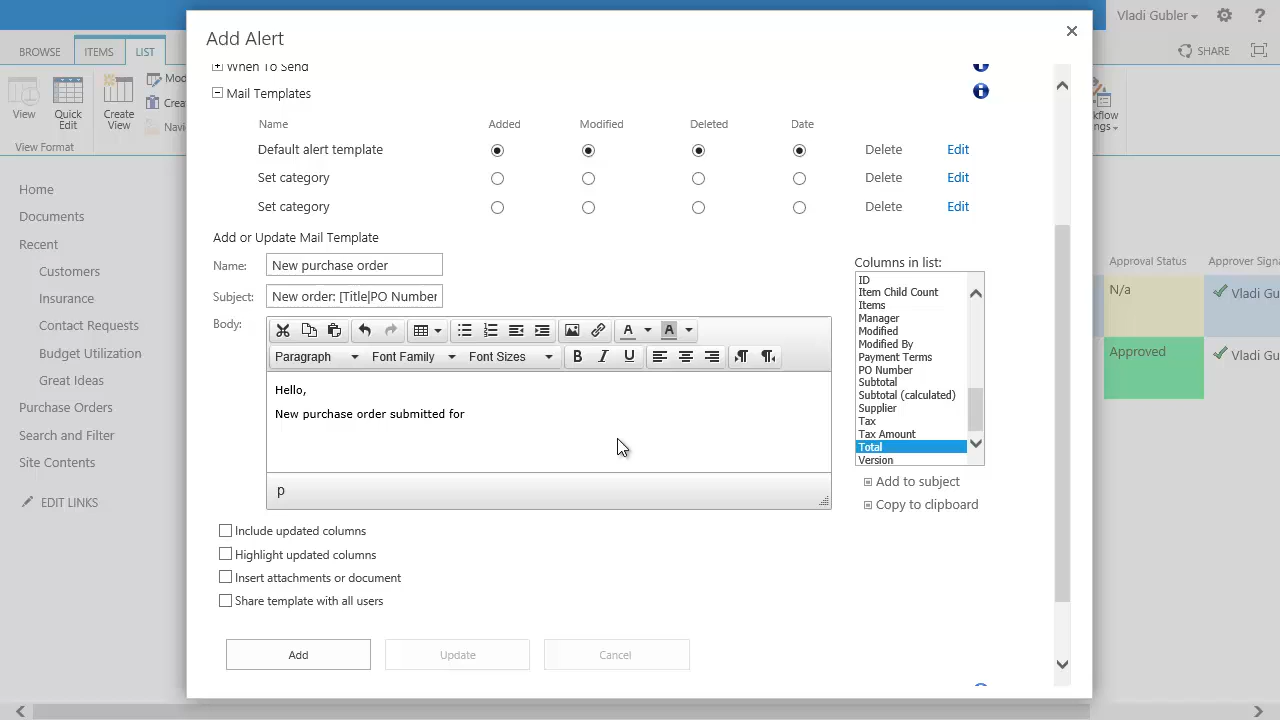 Vladi Gubler
?
BROWSE
ITEMS
LIST
SHARE
Add Alert
View
Quick
Edit
Create
View
View Format
Home
Documents
Recent
Customers
Insurance
Contact Requests
Budget Utilization
Great Ideas
Purchase Orders
Search and Filter
Site Contents
EDIT LINKS
When To Send
Mail Templates
Name Added Modified Deleted Date
Default alert template Delete Edit
Set category Delete Edit
Set category Delete Edit
Add or Update Mail Template
Name: New purchase order
Subject: New order: [Title|PO Number
Body:
Paragraph Font Family Font Sizes B I U
Hello,
New purchase order submitted for
p
Columns in list:
ID
Item Child Count
Items
Manager
Modified
Modified By
Payment Terms
PO Number
Subtotal
Subtotal (calculated)
Supplier
Tax
Tax Amount
Total
Version
Add to subject
Copy to clipboard
Include updated columns
Highlight updated columns
Insert attachments or document
Share template with all users
Add Update Cancel
Approval Status
N/a
Approved
Approver Signa
Vladi Gu
Vladi Gu